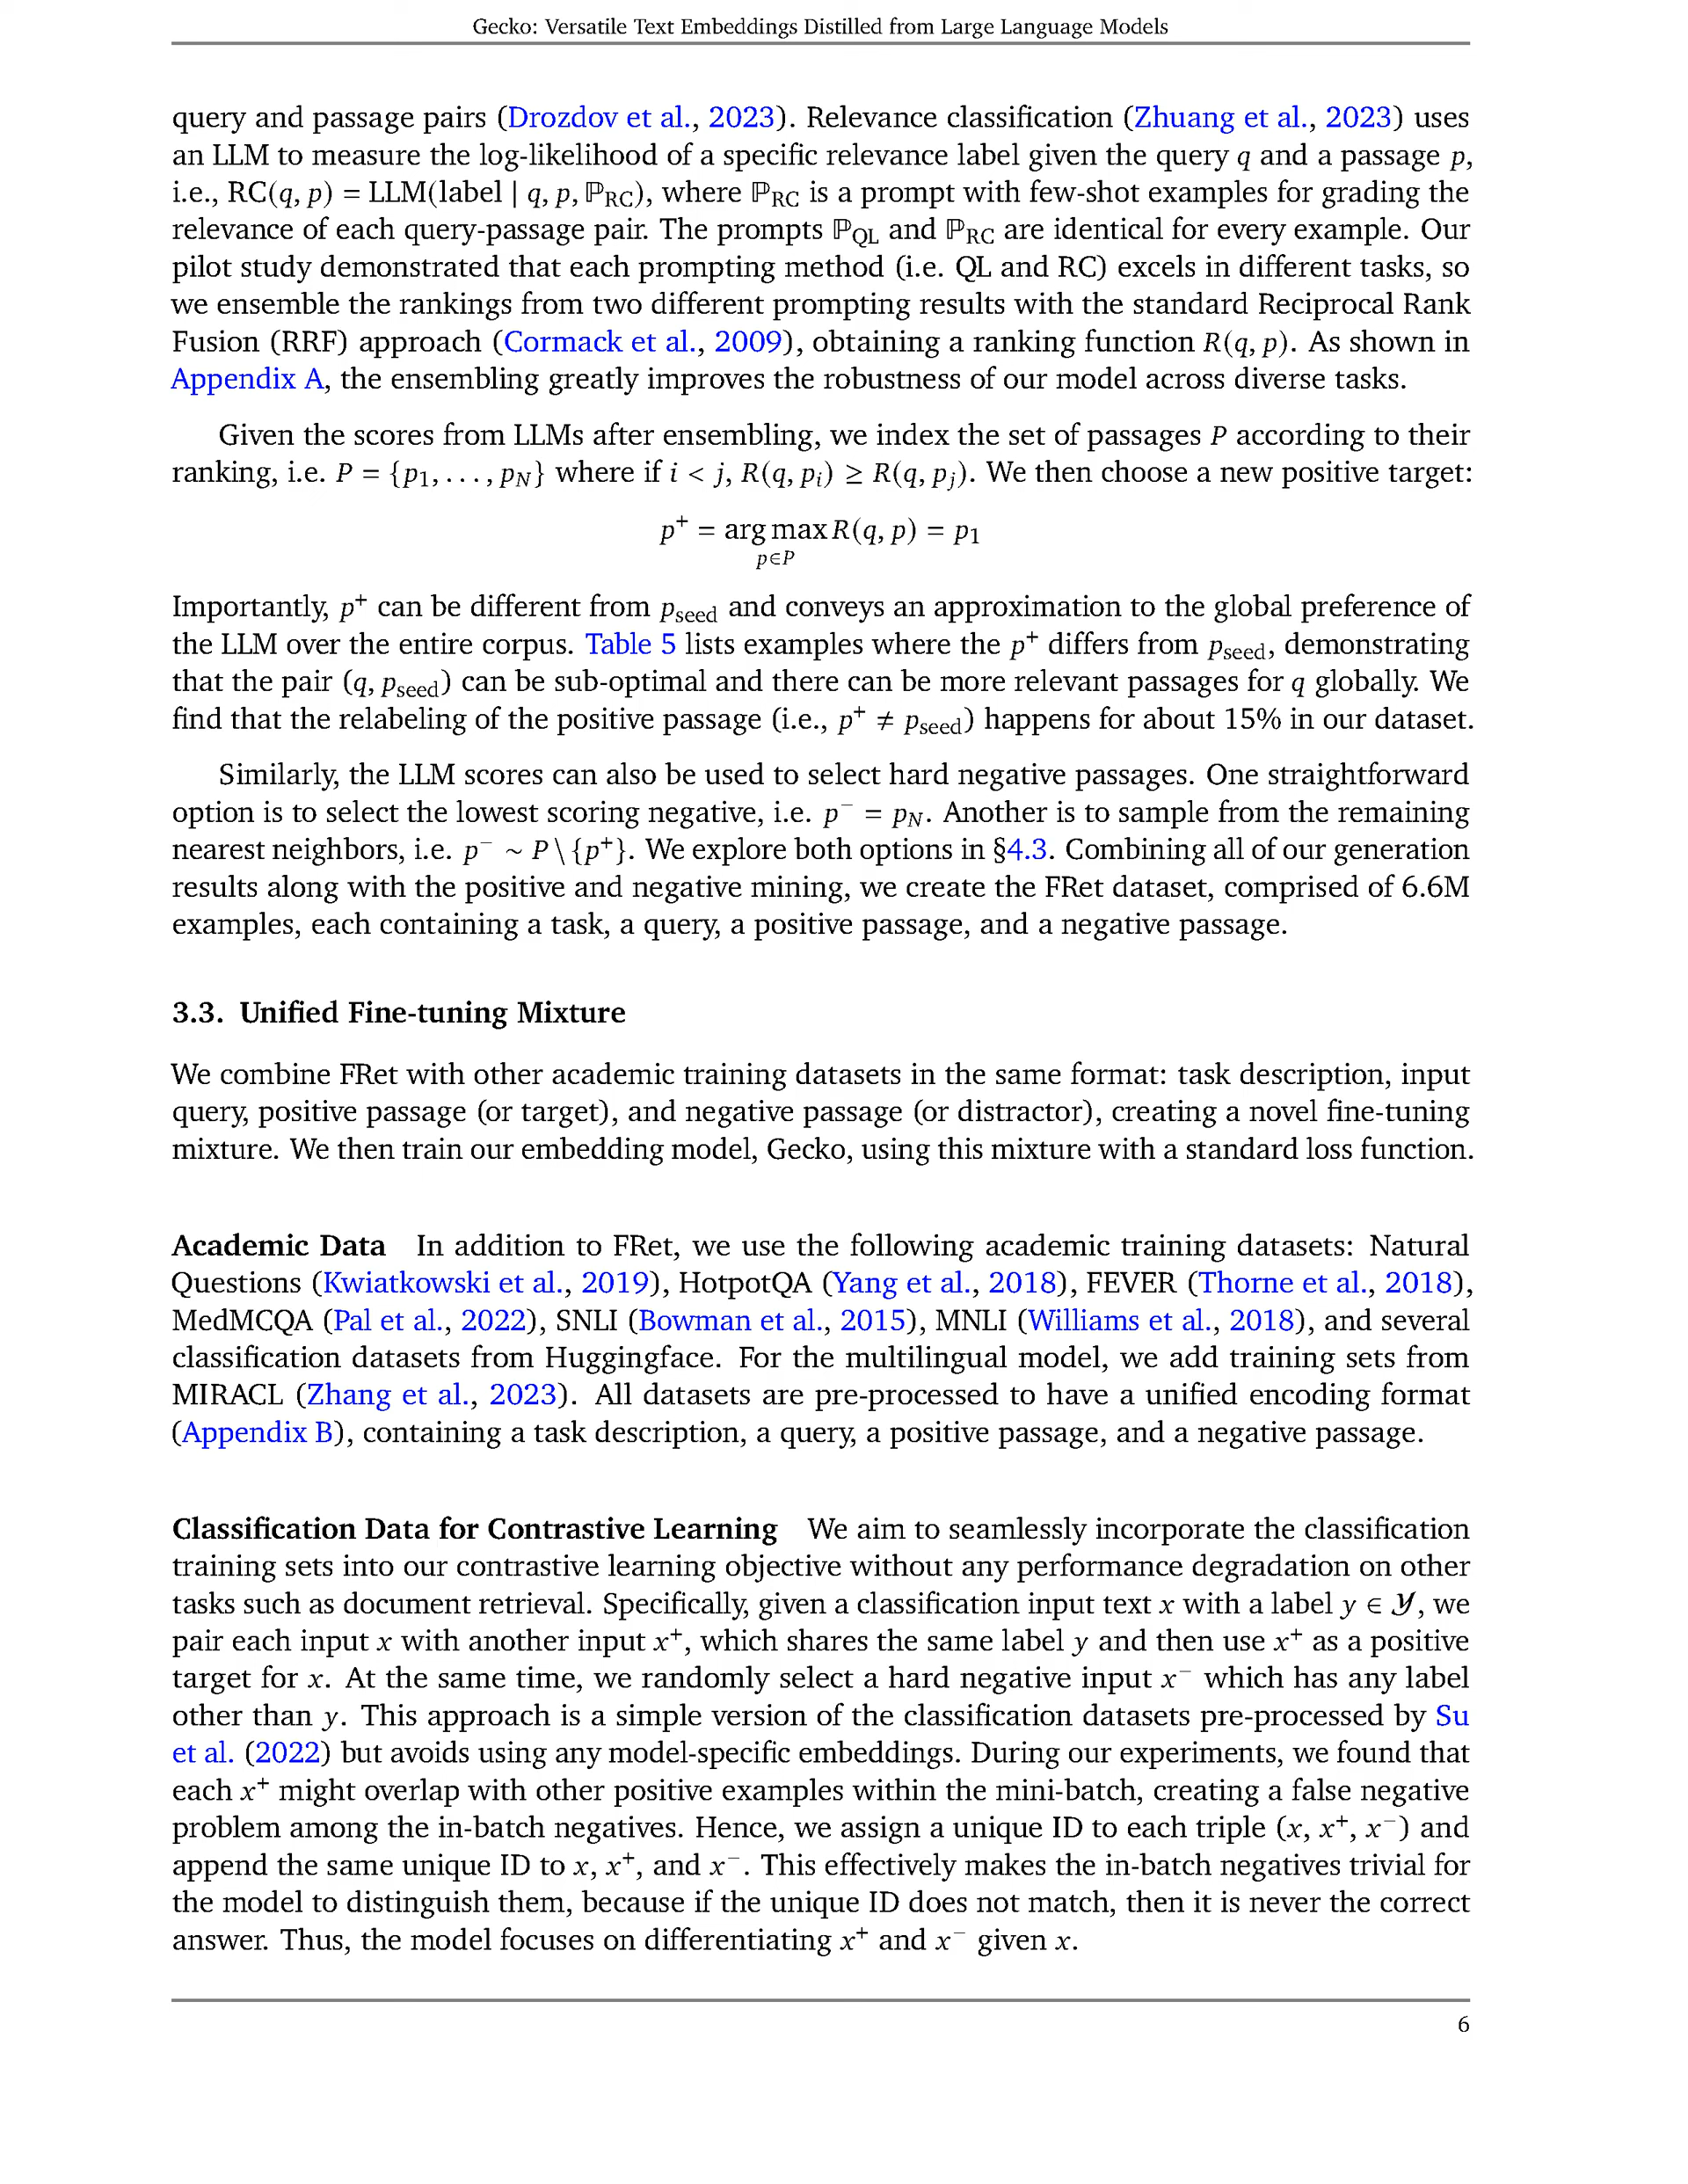 Gecko: Versatile Text Embeddings Distilled from Large Language Models
query and passage pairs (Drozdov et al., 2023). Relevance classification (Zhuang et al., 2023) uses
an LLM to measure the log-likelihood of a specific relevance label given the query q and a passage p,
i.e., RC(q, p) = LLM(label | q, p, ℙRC), where ℙRC is a prompt with few-shot examples for grading the
relevance of each query-passage pair. The prompts ℙQL and ℙRC are identical for every example. Our
pilot study demonstrated that each prompting method (i.e. QL and RC) excels in different tasks, so
we ensemble the rankings from two different prompting results with the standard Reciprocal Rank
Fusion (RRF) approach (Cormack et al., 2009), obtaining a ranking function R(q, p). As shown in
Appendix A, the ensembling greatly improves the robustness of our model across diverse tasks.
Given the scores from LLMs after ensembling, we index the set of passages P according to their
ranking, i.e. P = {p1, . . . , pN} where if i < j, R(q, pi) ≥ R(q, pj). We then choose a new positive target:
p+ = arg max R(q, p) = p1
p∈P
Importantly, p+ can be different from pseed and conveys an approximation to the global preference of
the LLM over the entire corpus. Table 5 lists examples where the p+ differs from pseed, demonstrating
that the pair (q, pseed) can be sub-optimal and there can be more relevant passages for q globally. We
find that the relabeling of the positive passage (i.e., p+ ≠ pseed) happens for about 15% in our dataset.
Similarly, the LLM scores can also be used to select hard negative passages. One straightforward
option is to select the lowest scoring negative, i.e. p− = pN. Another is to sample from the remaining
nearest neighbors, i.e. p− ~ P \ {p+}. We explore both options in §4.3. Combining all of our generation
results along with the positive and negative mining, we create the FRet dataset, comprised of 6.6M
examples, each containing a task, a query, a positive passage, and a negative passage.
3.3. Unified Fine-tuning Mixture
We combine FRet with other academic training datasets in the same format: task description, input
query, positive passage (or target), and negative passage (or distractor), creating a novel fine-tuning
mixture. We then train our embedding model, Gecko, using this mixture with a standard loss function.
Academic Data In addition to FRet, we use the following academic training datasets: Natural
Questions (Kwiatkowski et al., 2019), HotpotQA (Yang et al., 2018), FEVER (Thorne et al., 2018),
MedMCQA (Pal et al., 2022), SNLI (Bowman et al., 2015), MNLI (Williams et al., 2018), and several
classification datasets from Huggingface. For the multilingual model, we add training sets from
MIRACL (Zhang et al., 2023). All datasets are pre-processed to have a unified encoding format
(Appendix B), containing a task description, a query, a positive passage, and a negative passage.
Classification Data for Contrastive Learning We aim to seamlessly incorporate the classification
training sets into our contrastive learning objective without any performance degradation on other
tasks such as document retrieval. Specifically, given a classification input text x with a label y ∈ 𝒴, we
pair each input x with another input x+, which shares the same label y and then use x+ as a positive
target for x. At the same time, we randomly select a hard negative input x− which has any label
other than y. This approach is a simple version of the classification datasets pre-processed by Su
et al. (2022) but avoids using any model-specific embeddings. During our experiments, we found that
each x+ might overlap with other positive examples within the mini-batch, creating a false negative
problem among the in-batch negatives. Hence, we assign a unique ID to each triple (x, x+, x−) and
append the same unique ID to x, x+, and x−. This effectively makes the in-batch negatives trivial for
the model to distinguish them, because if the unique ID does not match, then it is never the correct
answer. Thus, the model focuses on differentiating x+ and x− given x.
6